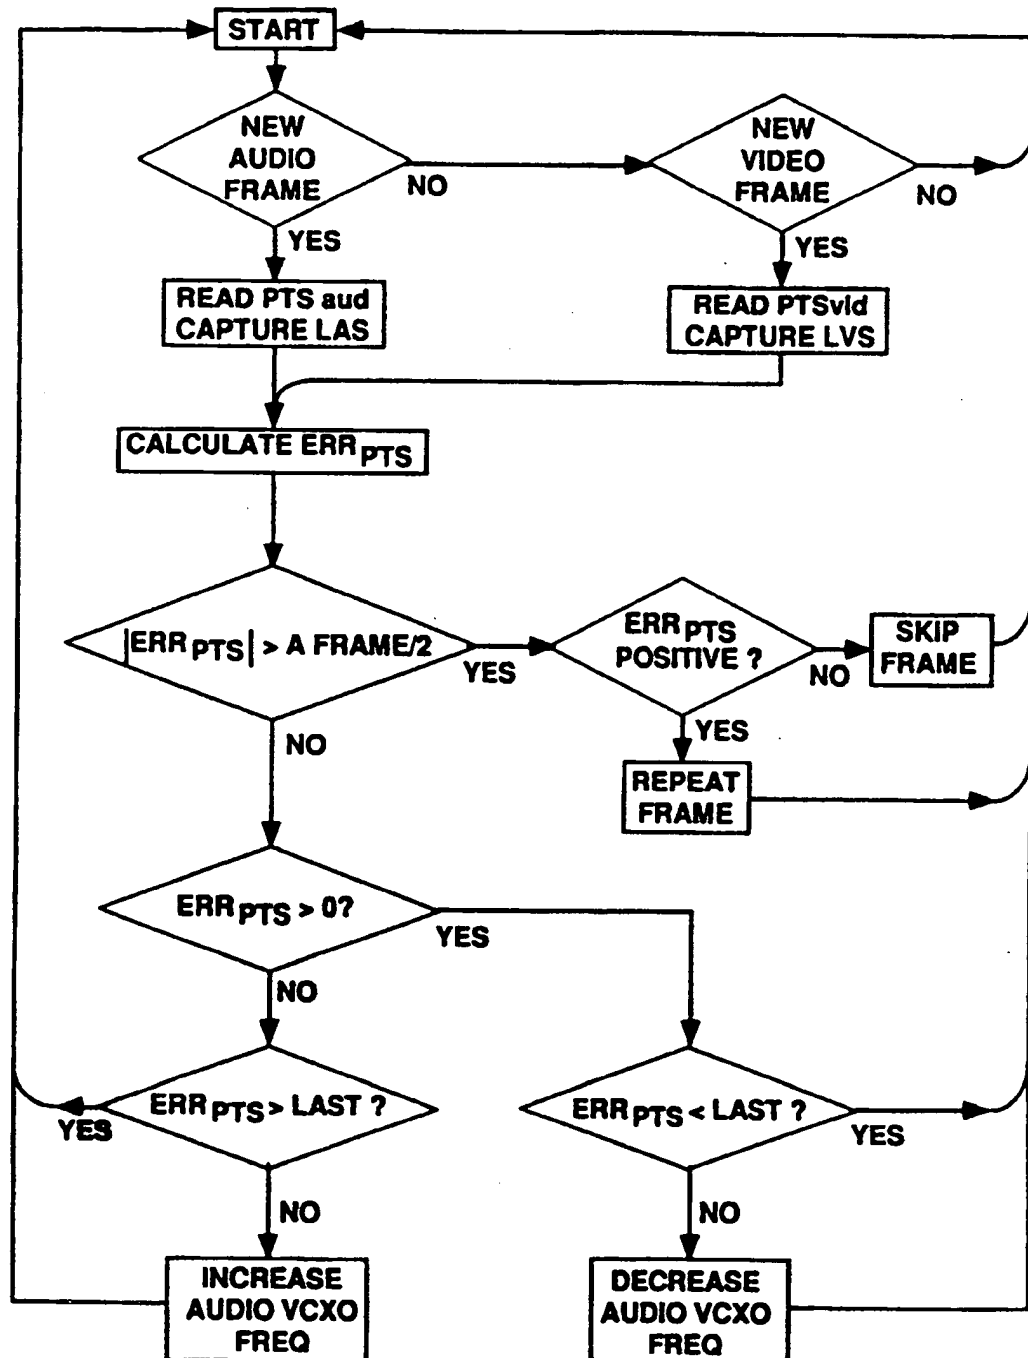 START
NEW
AUDIO
FRAME
NO
YES
NEW
VIDEO
FRAME
NO
YES
READ PTS aud
CAPTURE LAS
READ PTSvid
CAPTURE LVS
CALCULATE ERR PTS
|ERR PTS| > A FRAME/2
YES
NO
ERR PTS
POSITIVE ?
NO
YES
SKIP
FRAME
REPEAT
FRAME
ERR PTS > 0?
YES
NO
ERR PTS > LAST ?
YES
NO
ERR PTS < LAST ?
YES
NO
INCREASE
AUDIO VCXO
FREQ
DECREASE
AUDIO VCXO
FREQ